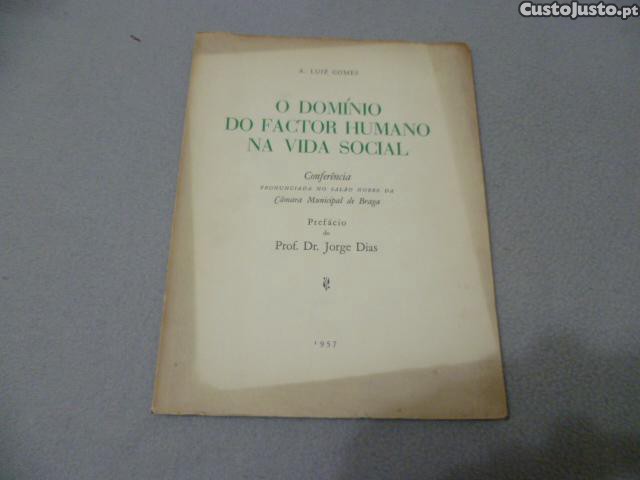 CustoJusto.pt
A. LUIZ GOMES
O DOMÍNIO
DO FACTOR HUMANO
NA VIDA SOCIAL
Conferência
PRONUNCIADA NO SALÃO NOBRE DA
Câmara Municipal de Braga
Prefácio
do
Prof. Dr. Jorge Dias
1957